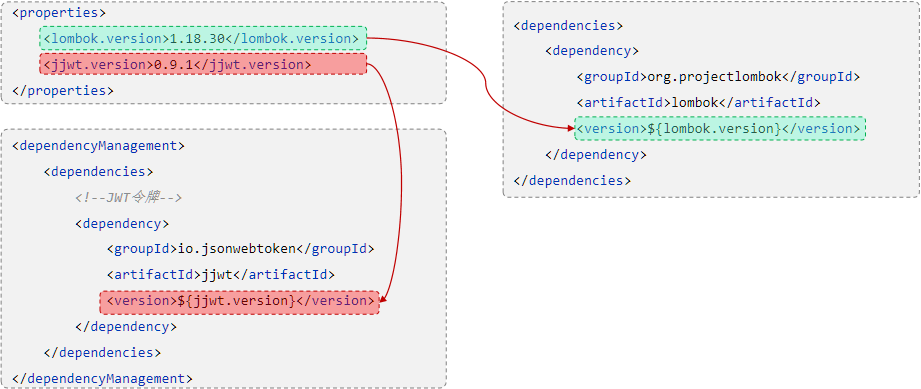 <properties>
<lombok.version>1.18.30</lombok.version>
<jjwt.version>0.9.1</jjwt.version>
</properties>
<dependencyManagement>
<dependencies>
<!--JWT令牌-->
<dependency>
<groupId>io.jsonwebtoken</groupId>
<artifactId>jjwt</artifactId>
<version>${jjwt.version}</version>
</dependency>
</dependencies>
</dependencyManagement>
<dependencies>
<dependency>
<groupId>org.projectlombok</groupId>
<artifactId>lombok</artifactId>
<version>${lombok.version}</version>
</dependency>
</dependencies>